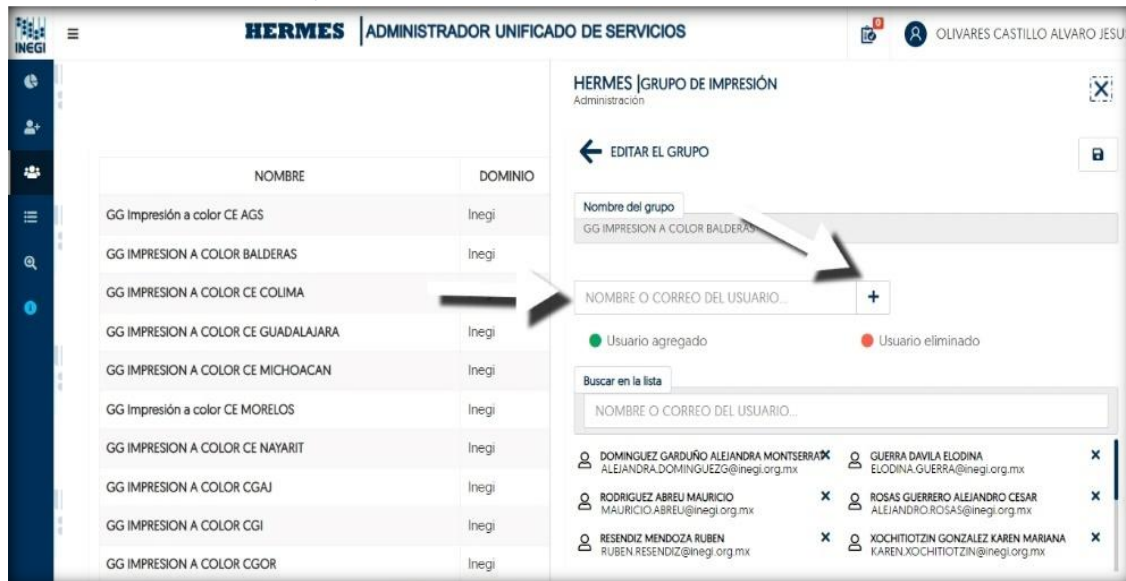 INEGI
HERMES | ADMINISTRADOR UNIFICADO DE SERVICIOS
0
OLIVARES CASTILLO ALVARO JESU
NOMBRE DOMINIO
GG Impresión a color CE AGS Inegi
GG IMPRESION A COLOR BALDERAS Inegi
GG IMPRESION A COLOR CE COLIMA
GG IMPRESION A COLOR CE GUADALAJARA Inegi
GG IMPRESION A COLOR CE MICHOACAN Inegi
GG Impresión a color CE MORELOS Inegi
GG IMPRESION A COLOR CE NAYARIT Inegi
GG IMPRESION A COLOR CGAJ Inegi
GG IMPRESION A COLOR CGI Inegi
GG IMPRESION A COLOR CGOR Inegi
HERMES |GRUPO DE IMPRESIÓN
Administración
EDITAR EL GRUPO
Nombre del grupo
GG IMPRESION A COLOR BALDERAS
NOMBRE O CORREO DEL USUARIO...
Usuario agregado Usuario eliminado
Buscar en la lista
NOMBRE O CORREO DEL USUARIO...
DOMINGUEZ GARDUÑO ALEJANDRA MONTSERRAT
ALEJANDRA.DOMINGUEZG@inegi.org.mx
GUERRA DAVILA ELODINA
ELODINA.GUERRA@inegi.org.mx
RODRIGUEZ ABREU MAURICIO
MAURICIO.ABREU@inegi.org.mx
ROSAS GUERRERO ALEJANDRO CESAR
ALEJANDRO.ROSAS@inegi.org.mx
RESENDIZ MENDOZA RUBEN
RUBEN.RESENDIZ@inegi.org.mx
XOCHITIOTZIN GONZALEZ KAREN MARIANA
KAREN.XOCHITIOTZIN@inegi.org.mx